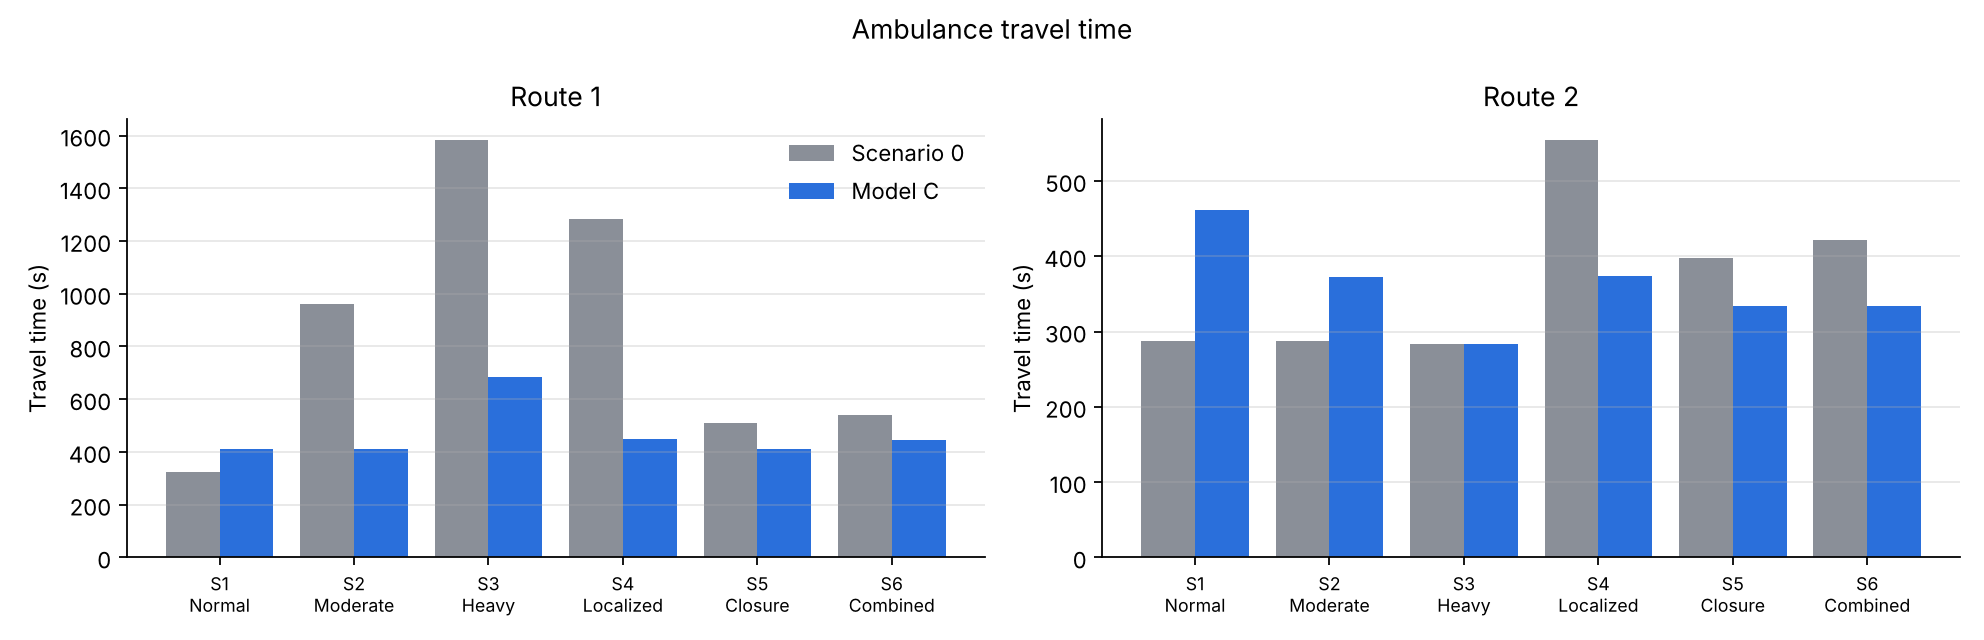 Ambulance travel time
Route 1
Travel time (s)
1600
1400
1200
1000
800
600
400
200
0
Scenario 0
Model C
S1
Normal
S2
Moderate
S3
Heavy
S4
Localized
S5
Closure
S6
Combined
Route 2
Travel time (s)
500
400
300
200
100
0
S1
Normal
S2
Moderate
S3
Heavy
S4
Localized
S5
Closure
S6
Combined